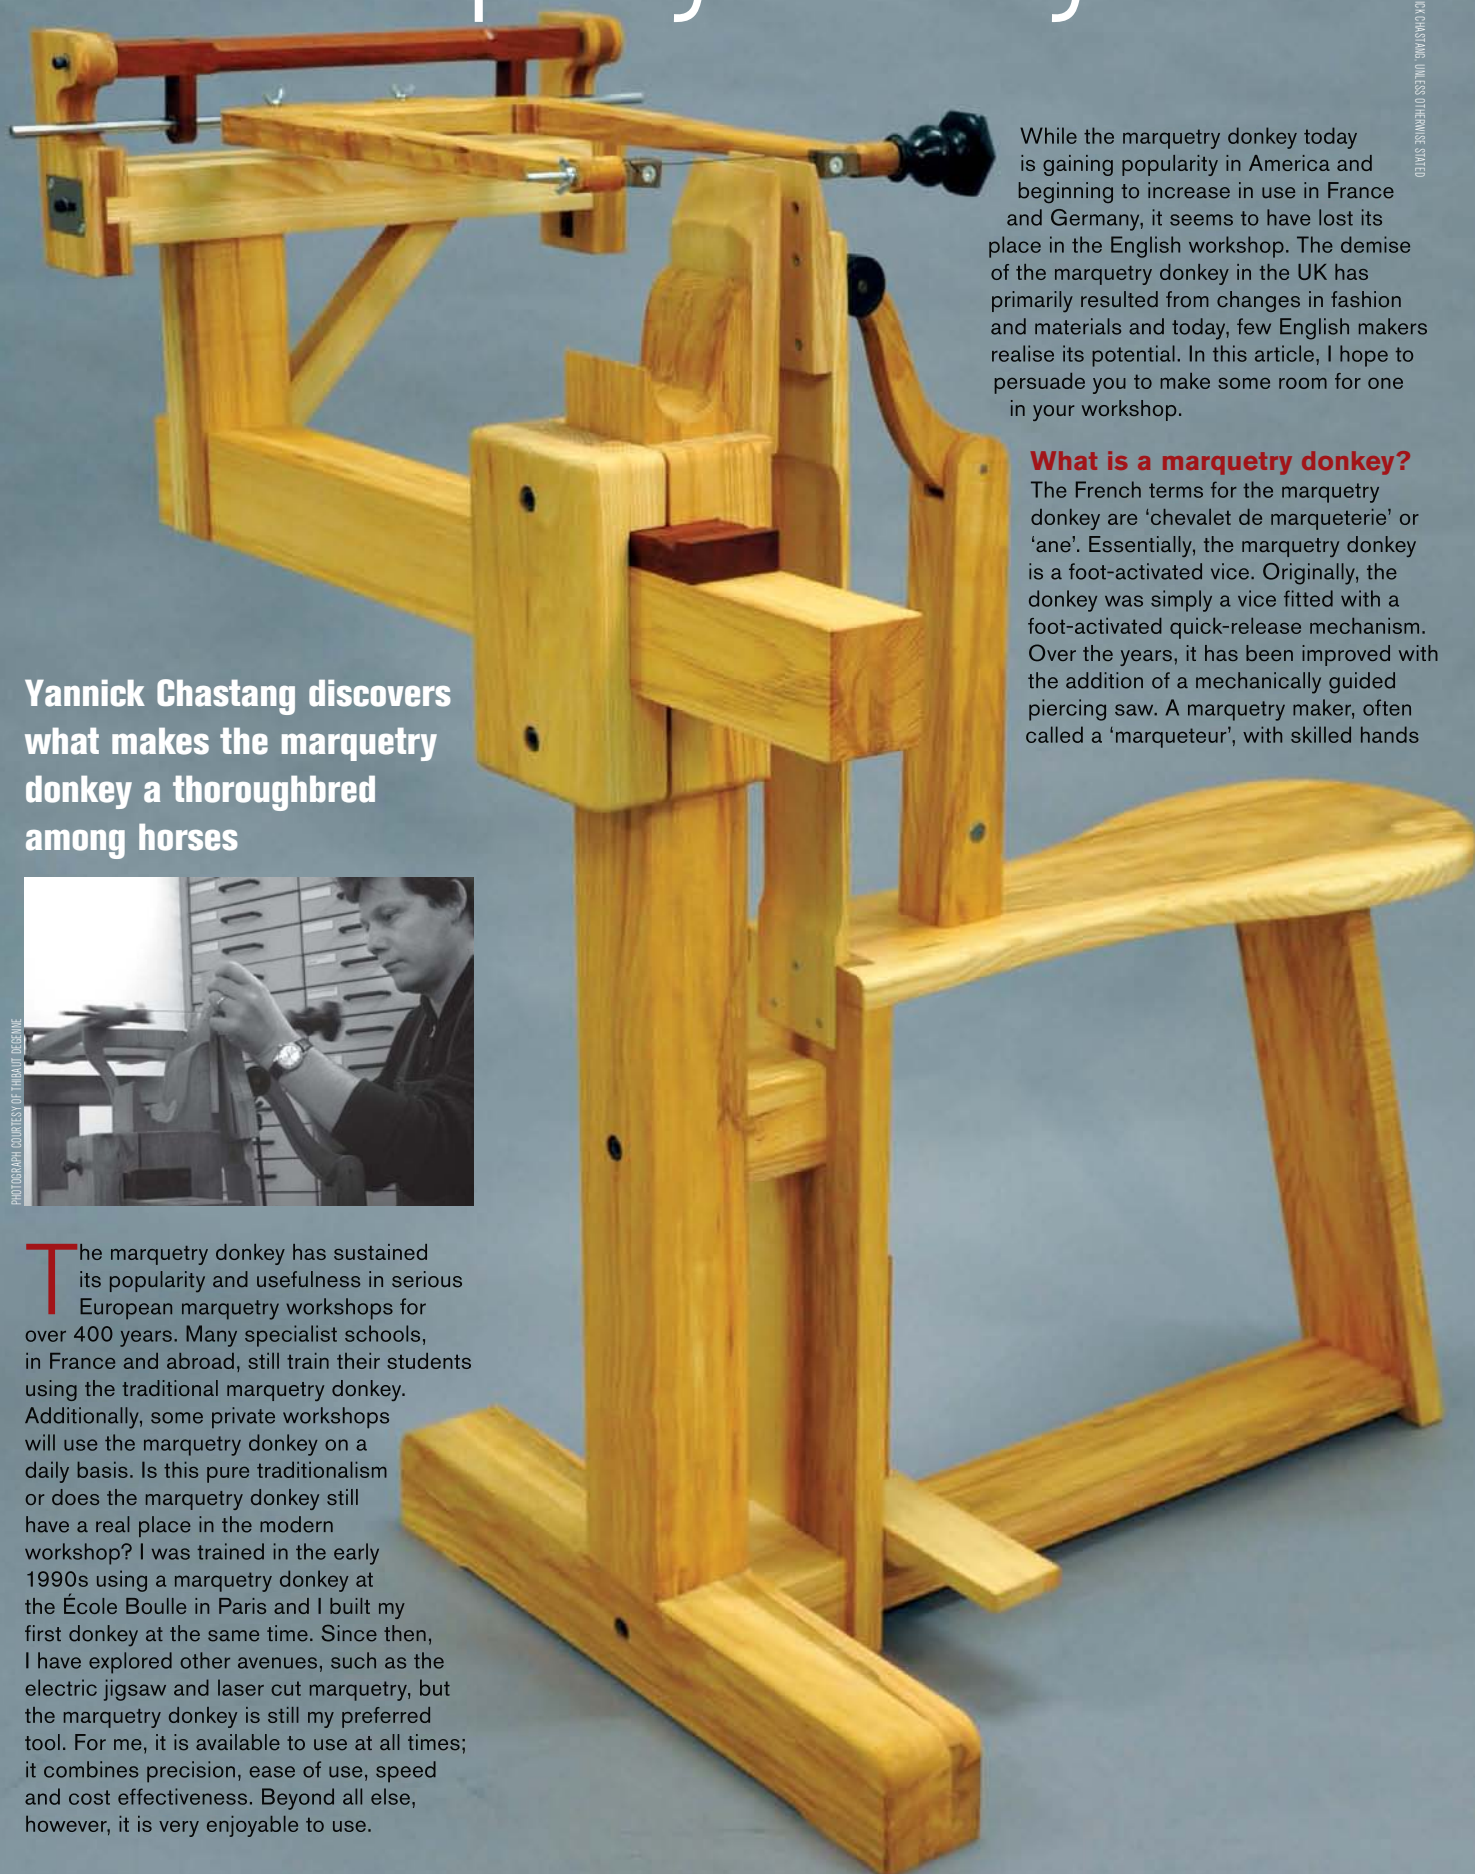 Yannick Chastang discovers
what makes the marquetry
donkey a thoroughbred
among horses
PHOTOGRAPH COURTESY OF THIBAUT DEGENNE
The marquetry donkey has sustained
its popularity and usefulness in serious
European marquetry workshops for
over 400 years. Many specialist schools,
in France and abroad, still train their students
using the traditional marquetry donkey.
Additionally, some private workshops
will use the marquetry donkey on a
daily basis. Is this pure traditionalism
or does the marquetry donkey still
have a real place in the modern
workshop? I was trained in the early
1990s using a marquetry donkey at
the École Boulle in Paris and I built my
first donkey at the same time. Since then,
I have explored other avenues, such as the
electric jigsaw and laser cut marquetry, but
the marquetry donkey is still my preferred
tool. For me, it is available to use at all times;
it combines precision, ease of use, speed
and cost effectiveness. Beyond all else,
however, it is very enjoyable to use.
While the marquetry donkey today
is gaining popularity in America and
beginning to increase in use in France
and Germany, it seems to have lost its
place in the English workshop. The demise
of the marquetry donkey in the UK has
primarily resulted from changes in fashion
and materials and today, few English makers
realise its potential. In this article, I hope to
persuade you to make some room for one
in your workshop.
What is a marquetry donkey?
The French terms for the marquetry
donkey are ‘chevalet de marqueterie’ or
‘ane’. Essentially, the marquetry donkey
is a foot-activated vice. Originally, the
donkey was simply a vice fitted with a
foot-activated quick-release mechanism.
Over the years, it has been improved with
the addition of a mechanically guided
piercing saw. A marquetry maker, often
called a ‘marqueteur’, with skilled hands
CHASTANG, UNLESS OTHERWISE STATED